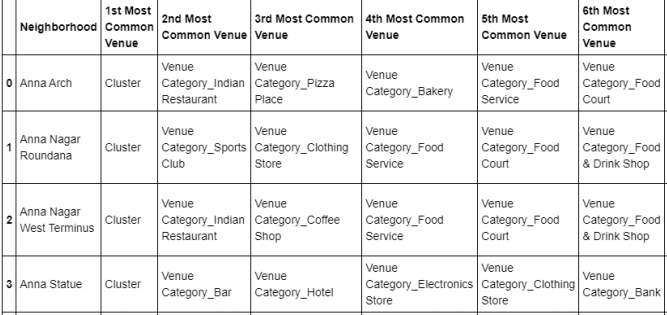 Neighborhood 1st Most Common Venue 2nd Most Common Venue 3rd Most Common Venue 4th Most Common Venue 5th Most Common Venue 6th Most Common Venue
0 Anna Arch Cluster Venue Category_Indian Restaurant Venue Category_Pizza Place Venue Category_Bakery Venue Category_Food Service Venue Category_Food Court
1 Anna Nagar Roundana Cluster Venue Category_Sports Club Venue Category_Clothing Store Venue Category_Food Service Venue Category_Food Court Venue Category_Food & Drink Shop
2 Anna Nagar West Terminus Cluster Venue Category_Indian Restaurant Venue Category_Coffee Shop Venue Category_Food Service Venue Category_Food Court Venue Category_Food & Drink Shop
3 Anna Statue Cluster Venue Category_Bar Venue Category_Hotel Venue Category_Electronics Store Venue Category_Clothing Store Venue Category_Bank